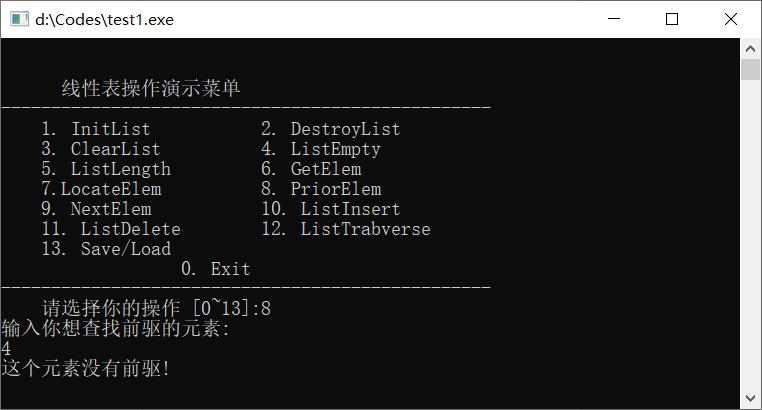 d:\Codes\test1.exe
线性表操作演示菜单
-------------------------------------------------
1. InitList 2. DestroyList
3. ClearList 4. ListEmpty
5. ListLength 6. GetElem
7.LocateElem 8. PriorElem
9. NextElem 10. ListInsert
11. ListDelete 12. ListTrabverse
13. Save/Load
0. Exit
-------------------------------------------------
请选择你的操作 [0~13]:8
输入你想查找前驱的元素:
4
这个元素没有前驱!